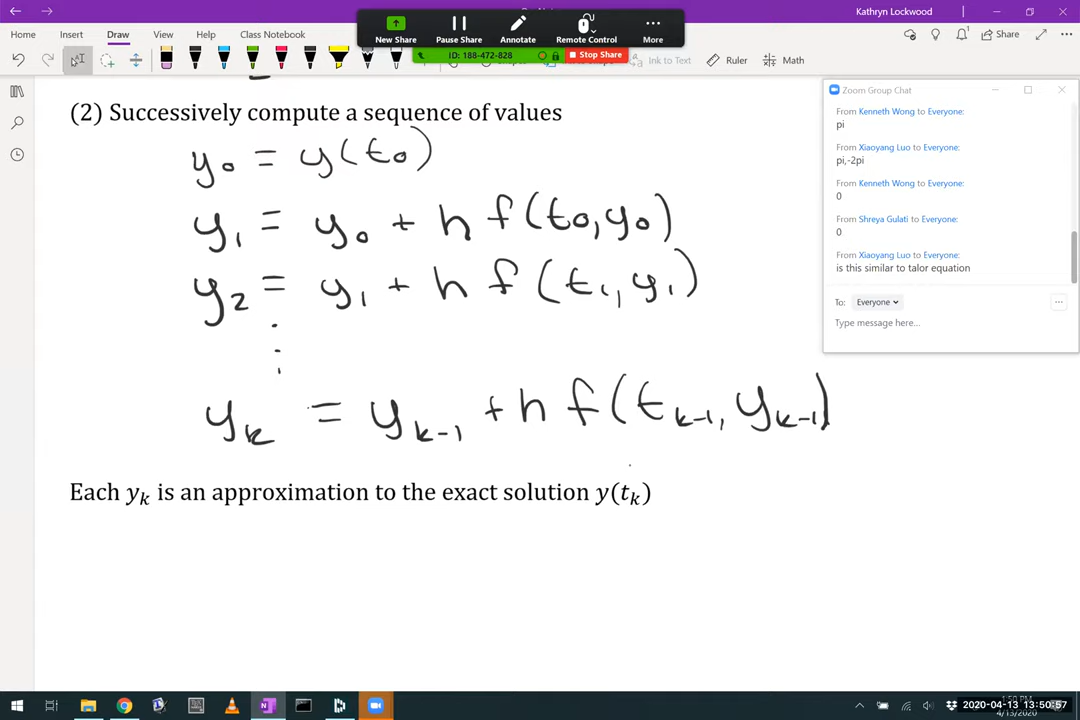 Kathryn Lockwood
New Share
Pause Share
Annotate
Remote Control
More
Home
Insert
Draw
View
Help
Class Notebook
Share
ID: 188-472-828
Stop Share
Ink to Text
Ruler
Math
(2) Successively compute a sequence of values
y₀ = y(t₀)
y₁ = y₀ + h f(t₀,y₀)
y₂ = y₁ + h f(t₁,y₁)
⋮
yₖ = yₖ₋₁ + h f(tₖ₋₁,yₖ₋₁)
Each yₖ is an approximation to the exact solution y(tₖ)
Zoom Group Chat
From Kenneth Wong to Everyone:
pi
From Xiaoyang Luo to Everyone:
pi,-2pi
From Kenneth Wong to Everyone:
0
From Shreya Gulati to Everyone:
0
From Xiaoyang Luo to Everyone:
is this similar to talor equation
To: Everyone
Type message here...
2020-04-13 13:50:57
4/13/2020